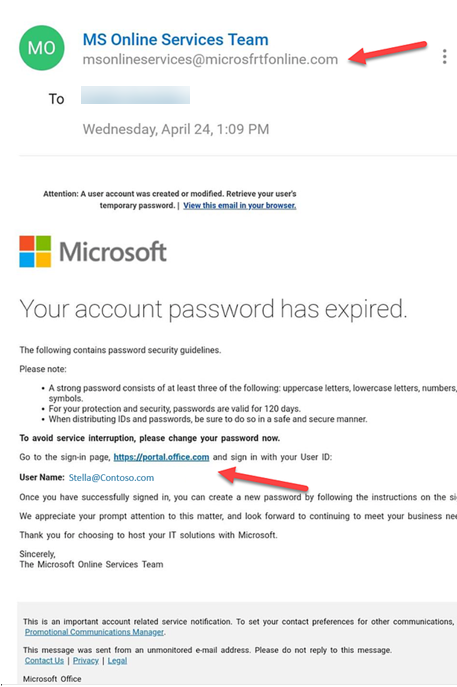 MO
MS Online Services Team
msonlineservices@microsfrtfonline.com
To
Wednesday, April 24, 1:09 PM
Attention: A user account was created or modified. Retrieve your user's
temporary password. | View this email in your browser.
Microsoft
Your account password has expired.
The following contains password security guidelines.
Please note:
• A strong password consists of at least three of the following: uppercase letters, lowercase letters, numbers,
symbols.
• For your protection and security, passwords are valid for 120 days.
• When distributing IDs and passwords, be sure to do so in a safe and secure manner.
To avoid service interruption, please change your password now.
Go to the sign-in page, https://portal.office.com and sign in with your User ID:
User Name: Stella@Contoso.com
Once you have successfully signed in, you can create a new password by following the instructions on the
We appreciate your prompt attention to this matter, and look forward to continuing to meet your business
Thank you for choosing to host your IT solutions with Microsoft.
Sincerely,
The Microsoft Online Services Team
This is an important account related service notification. To set your contact preferences for other communications,
Promotional Communications Manager.
This message was sent from an unmonitored e-mail address. Please do not reply to this message.
Contact Us | Privacy | Legal
Microsoft Office